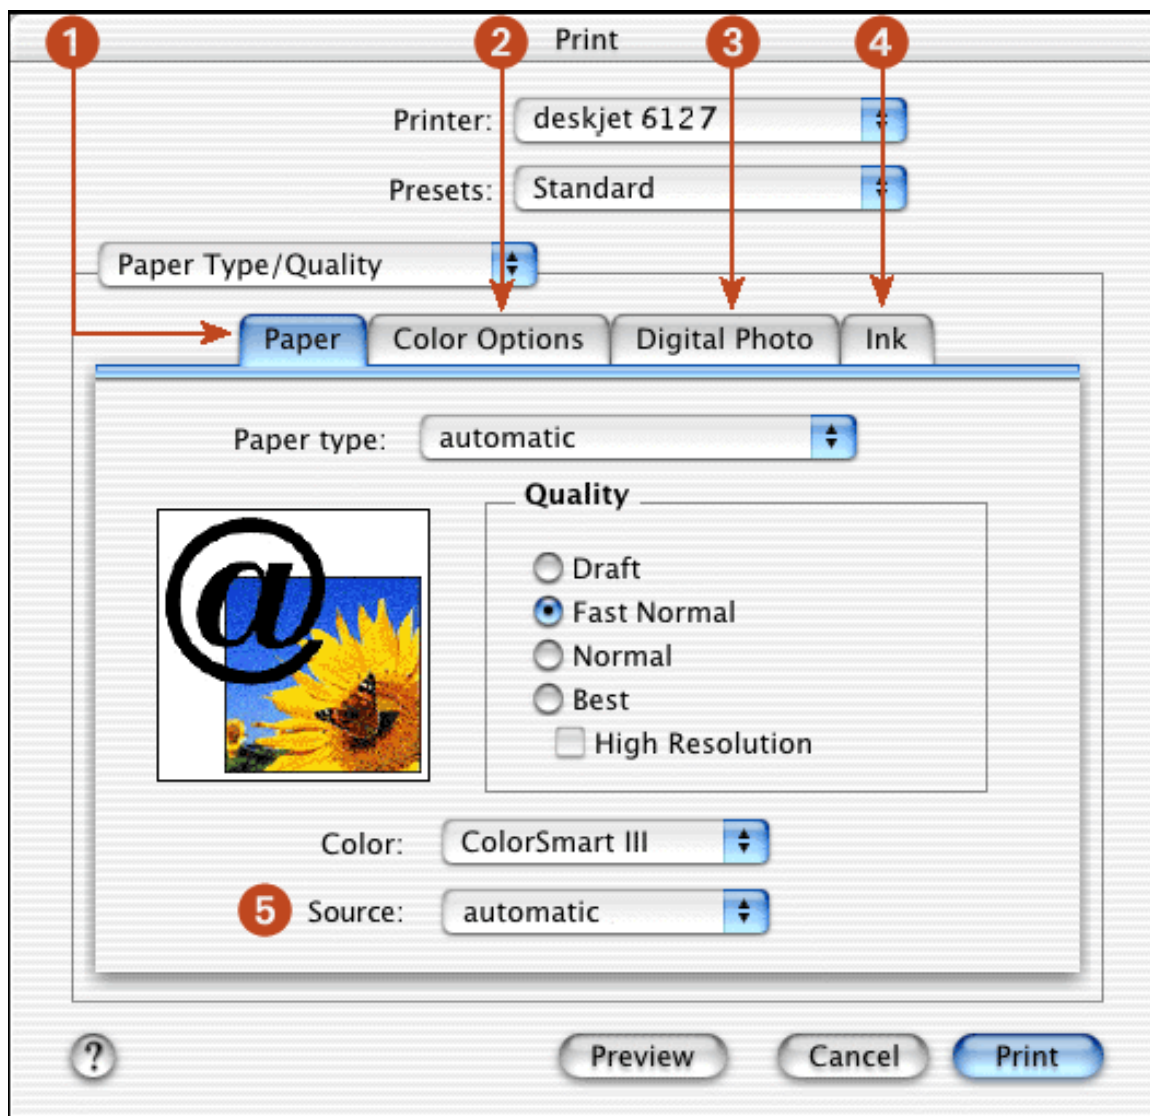 1 2 Print 3 4
Printer: deskjet 6127
Presets: Standard
Paper Type/Quality
Paper Color Options Digital Photo Ink
Paper type: automatic
Quality
@
Draft
Fast Normal
Normal
Best
High Resolution
Color: ColorSmart III
5 Source: automatic
? Preview Cancel Print